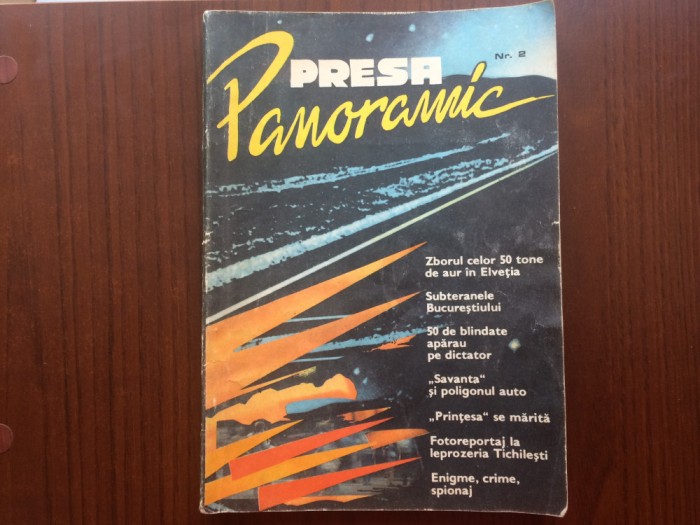 PRESA
Nr. 2
Panoramic
Zborul celor 50 tone
de aur în Elveția
Subteranele
Bucureștiului
50 de blindate
apărau
pe dictator
„Savanta“
și poligonul auto
„Prințesa“ se mărită
Fotoreportaj la
leprozeria Tichilești
Enigme, crime,
spionaj